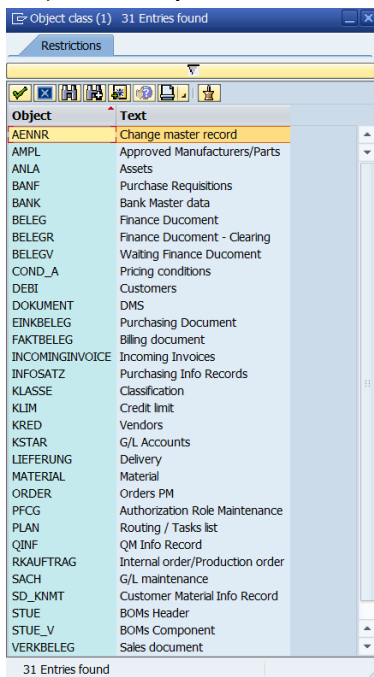 Object class (1) 31 Entries found
Restrictions
Object Text
AENNR Change master record
AMPL Approved Manufacturers/Parts
ANLA Assets
BANF Purchase Requisitions
BANK Bank Master data
BELEG Finance Ducoment
BELEGR Finance Ducoment - Clearing
BELEGV Waiting Finance Ducoment
COND_A Pricing conditions
DEBI Customers
DOKUMENT DMS
EINKBELEG Purchasing Document
FAKTBELEG Billing document
INCOMINGINVOICE Incoming Invoices
INFOSATZ Purchasing Info Records
KLASSE Classification
KLIM Credit limit
KRED Vendors
KSTAR G/L Accounts
LIEFERUNG Delivery
MATERIAL Material
ORDER Orders PM
PFCG Authorization Role Maintenance
PLAN Routing / Tasks list
QINF QM Info Record
RKAUFTRAG Internal order/Production order
SACH G/L maintenance
SD_KNMT Customer Material Info Record
STUE BOMs Header
STUE_V BOMs Component
VERKBELEG Sales document
31 Entries found